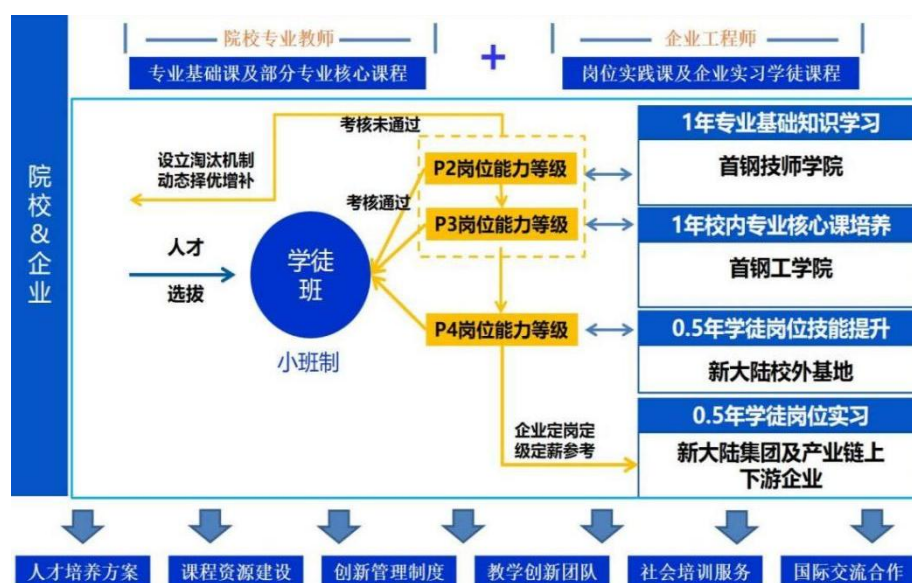 院校专业教师
专业基础课及部分专业核心课程
+
企业工程师
岗位实践课及企业实习学徒课程
院校&企业
考核未通过
设立淘汰机制
动态择优增补
考核通过
人才
选拔
学徒
班
小班制
P2岗位能力等级
P3岗位能力等级
P4岗位能力等级
企业定岗定
级定薪参考
1年专业基础知识学习
首钢技师学院
1年校内专业核心课培养
首钢工学院
0.5年学徒岗位技能提升
新大陆校外基地
0.5年学徒岗位实习
新大陆集团及产业链上
下游企业
人才培养方案
课程资源建设
创新管理制度
教学创新团队
社会培训服务
国际交流合作